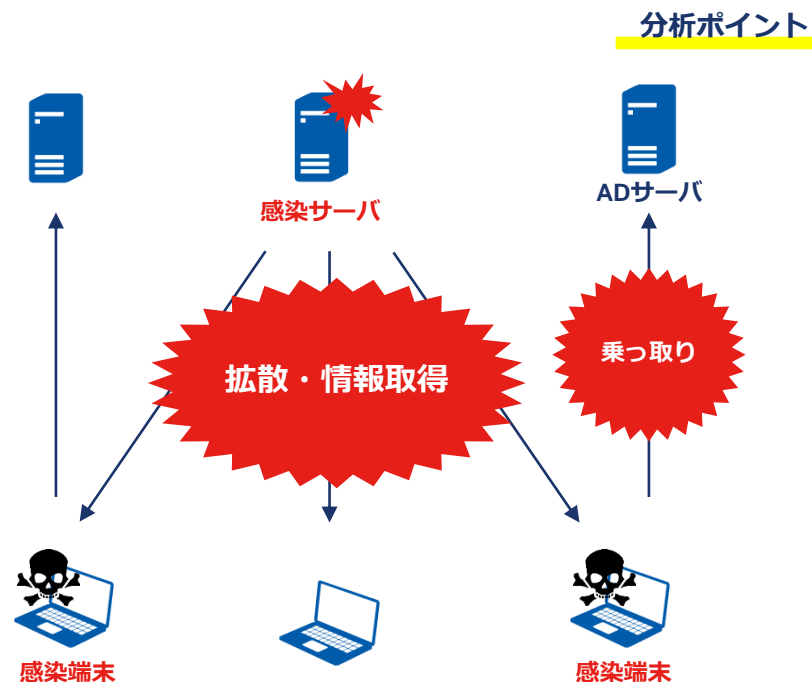 分析ポイント
感染サーバ
ADサーバ
拡散・情報取得
乗っ取り
感染端末
感染端末